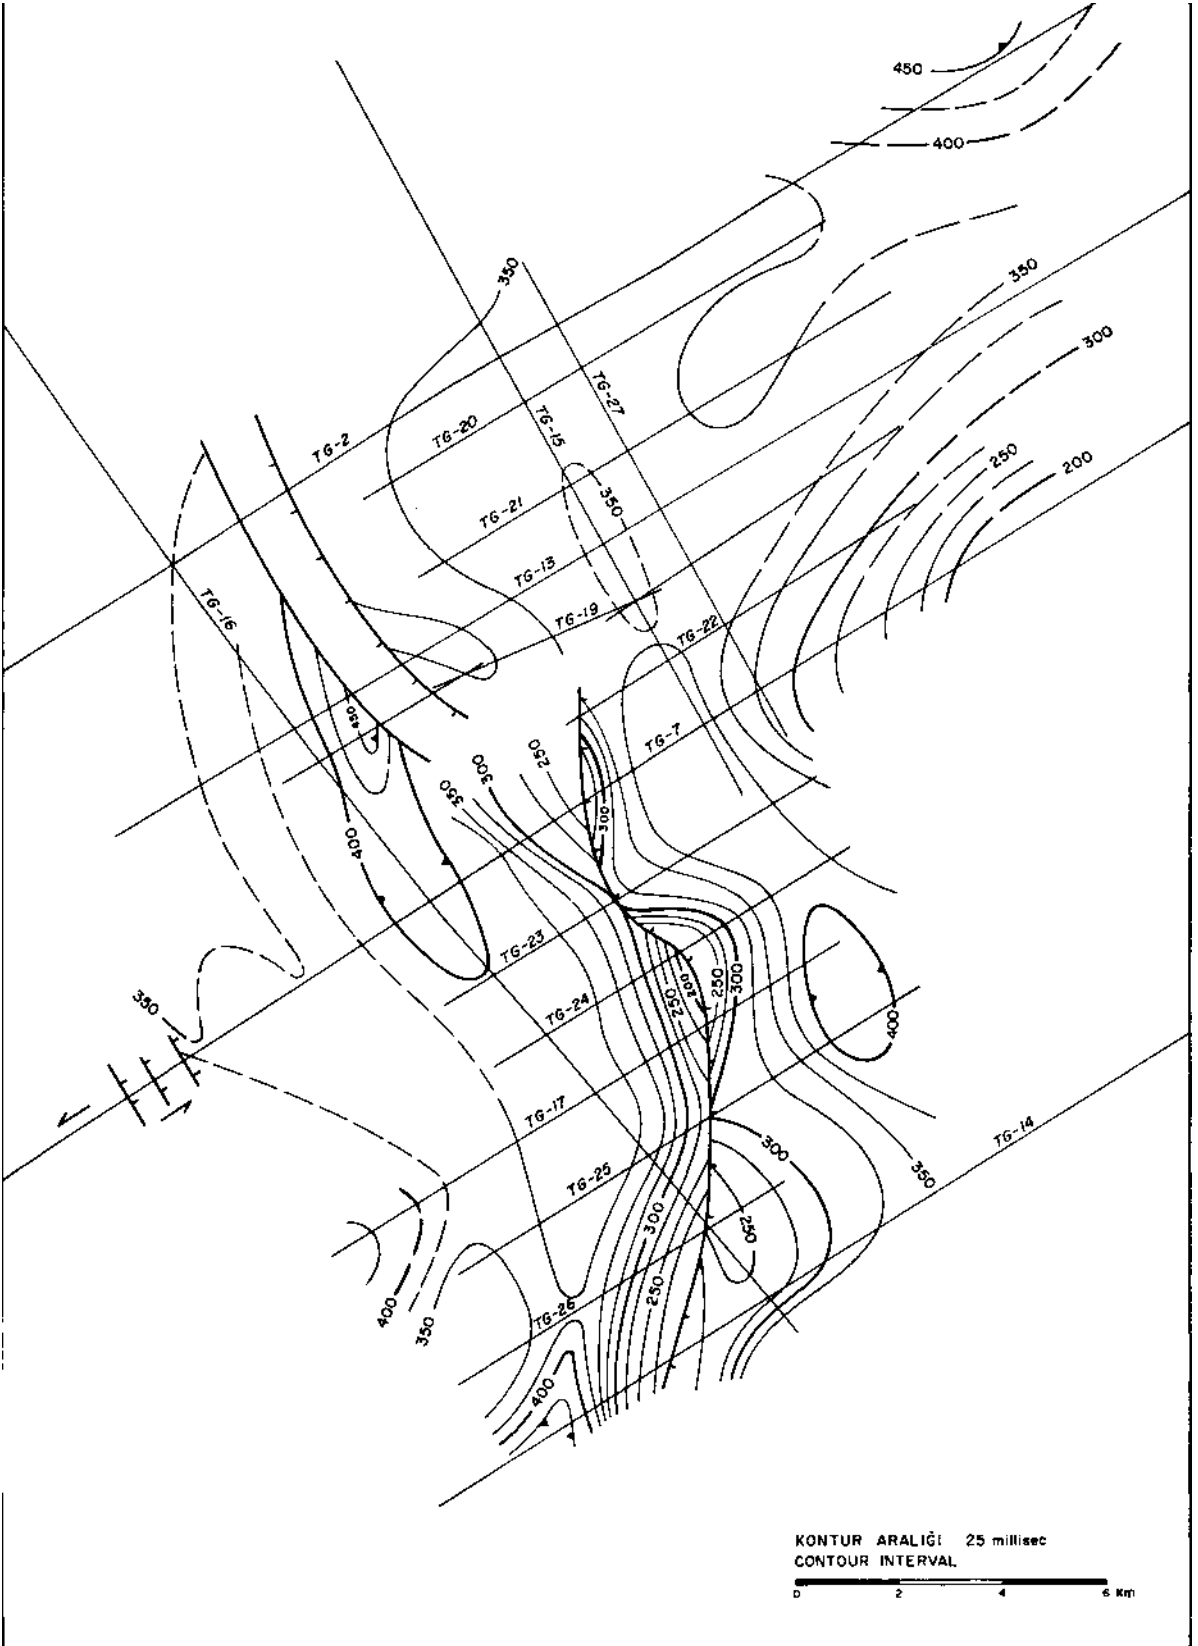 450
400
350
350
300
TG-27
TG-2
TG-20
TG-15
250
200
350
TG-21
TG-13
TG-16
TG-19
TG-22
450
TG-7
250
300
350
300
400
TG-23
250
300
200
250
350
TG-24
400
TG-17
TG-14
300
TG-25
350
300
250
250
400
350
TG-26
400
KONTUR ARALIĞI 25 millisec
CONTOUR INTERVAL
0 2 4 6 Km